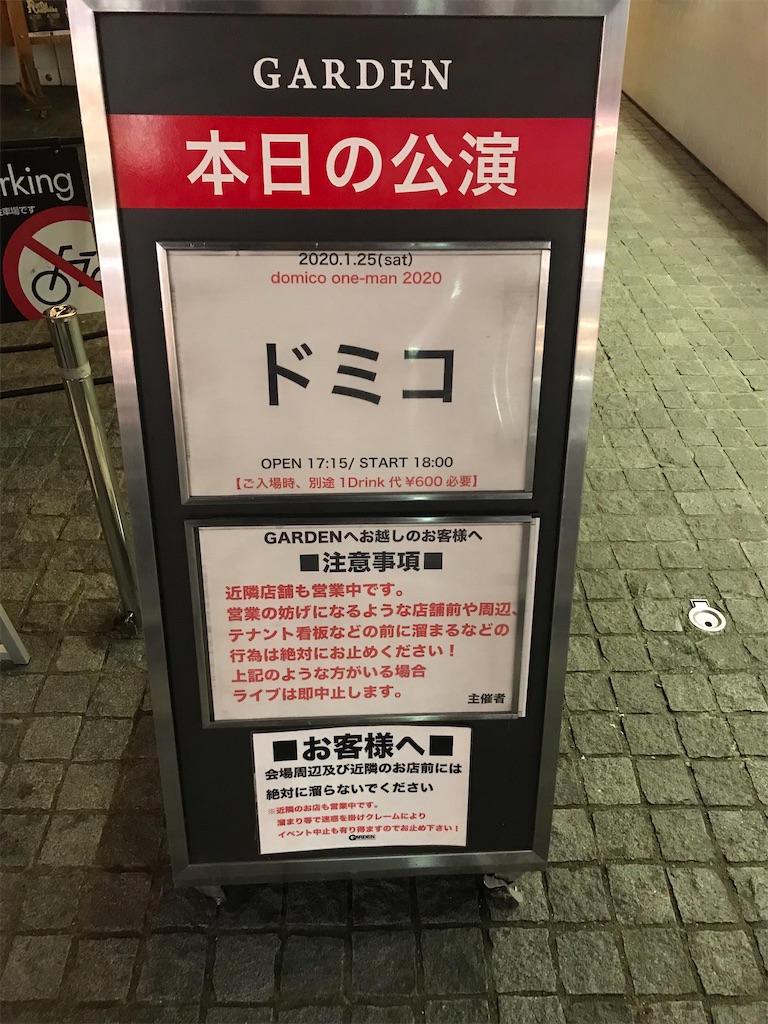 GARDEN
本日の公演
rking
2020.1.25(sat)
domico one-man 2020
ドミコ
OPEN 17:15/ START 18:00
【ご入場時、別途 1Drink 代 ¥600 必要】
GARDENへお越しのお客様へ
■注意事項■
近隣店舗も営業中です。
営業の妨げになるような店舗前や周辺、
テナント看板などの前に溜まるなどの
行為は絶対にお止めください！
上記のような方がいる場合
ライブは即中止します。
主催者
■お客様へ■
会場周辺及び近隣のお店前には
絶対に溜らないでください
※近隣のお店も営業中です。
溜まり等で迷惑を掛けクレームにより
イベント中止も有り得ますのでお止め下さい！
GARDEN